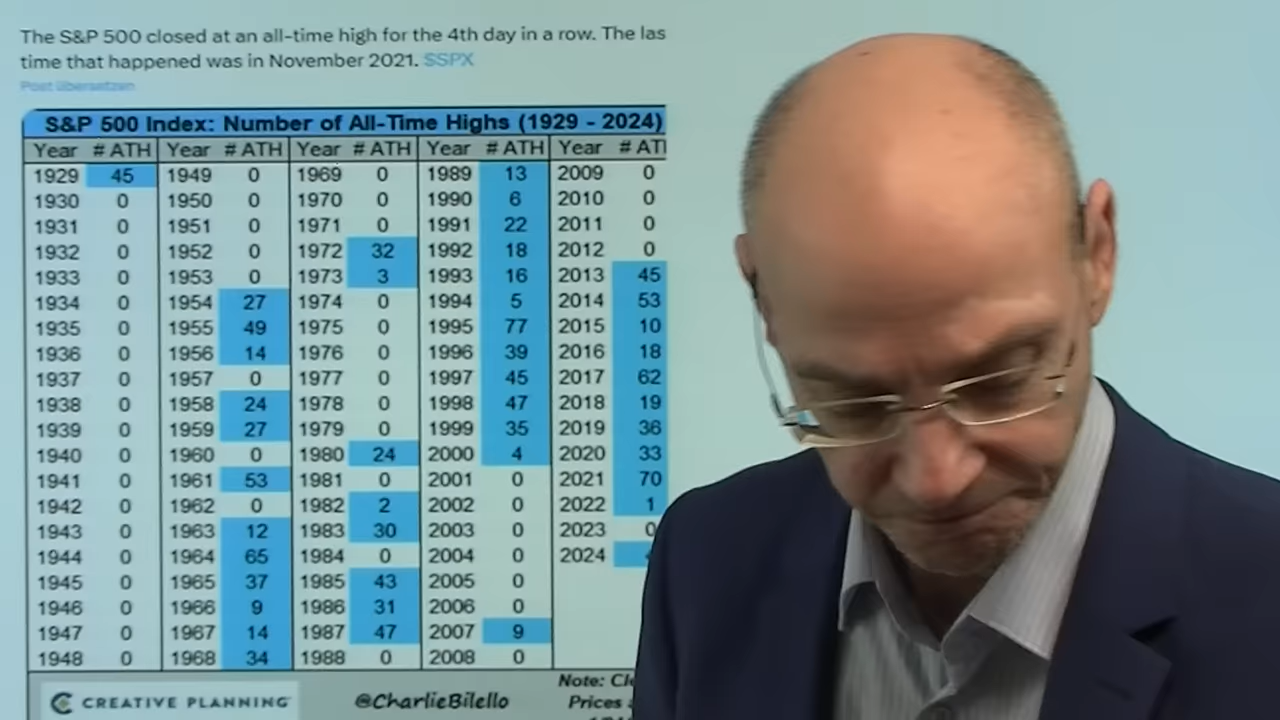 The S&P 500 closed at an all-time high for the 4th day in a row. The las
time that happened was in November 2021. $SPX
Post übersetzen
S&P 500 Index: Number of All-Time Highs (1929 - 2024)
Year # ATH Year # ATH Year # ATH Year # ATH Year # AT
1929 45 1949 0 1969 0 1989 13 2009 0
1930 0 1950 0 1970 0 1990 6 2010 0
1931 0 1951 0 1971 0 1991 22 2011 0
1932 0 1952 0 1972 32 1992 18 2012 0
1933 0 1953 0 1973 3 1993 16 2013 45
1934 0 1954 27 1974 0 1994 5 2014 53
1935 0 1955 49 1975 0 1995 77 2015 10
1936 0 1956 14 1976 0 1996 39 2016 18
1937 0 1957 0 1977 0 1997 45 2017 62
1938 0 1958 24 1978 0 1998 47 2018 19
1939 0 1959 27 1979 0 1999 35 2019 36
1940 0 1960 0 1980 24 2000 4 2020 33
1941 0 1961 53 1981 0 2001 0 2021 70
1942 0 1962 0 1982 2 2002 0 2022 1
1943 0 1963 12 1983 30 2003 0 2023 0
1944 0 1964 65 1984 0 2004 0 2024
1945 0 1965 37 1985 43 2005 0
1946 0 1966 9 1986 31 2006 0
1947 0 1967 14 1987 47 2007 9
1948 0 1968 34 1988 0 2008 0
CREATIVE PLANNING @CharlieBilello
Note: Cl
Prices